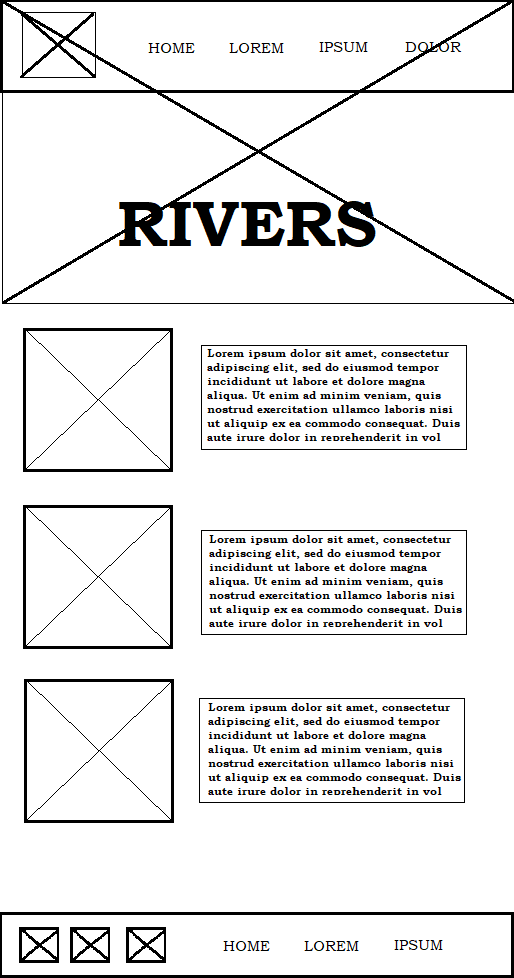 HOME LOREM IPSUM DOLOR
RIVERS
Lorem ipsum dolor sit amet, consectetur
adipiscing elit, sed do eiusmod tempor
incididunt ut labore et dolore magna
aliqua. Ut enim ad minim veniam, quis
nostrud exercitation ullamco laboris nisi
ut aliquip ex ea commodo consequat. Duis
aute irure dolor in reprehenderit in vol
Lorem ipsum dolor sit amet, consectetur
adipiscing elit, sed do eiusmod tempor
incididunt ut labore et dolore magna
aliqua. Ut enim ad minim veniam, quis
nostrud exercitation ullamco laboris nisi
ut aliquip ex ea commodo consequat. Duis
aute irure dolor in reprehenderit in vol
Lorem ipsum dolor sit amet, consectetur
adipiscing elit, sed do eiusmod tempor
incididunt ut labore et dolore magna
aliqua. Ut enim ad minim veniam, quis
nostrud exercitation ullamco laboris nisi
ut aliquip ex ea commodo consequat. Duis
aute irure dolor in reprehenderit in vol
HOME LOREM IPSUM